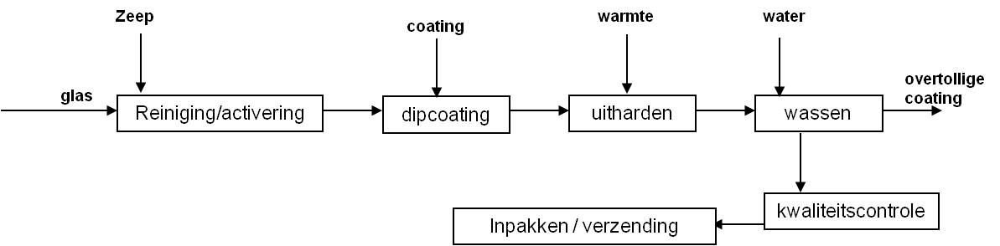 Zeep
coating
warmte
water
glas
overtollige
coating
Reiniging/activering
dipcoating
uitharden
wassen
kwaliteitscontrole
Inpakken / verzending